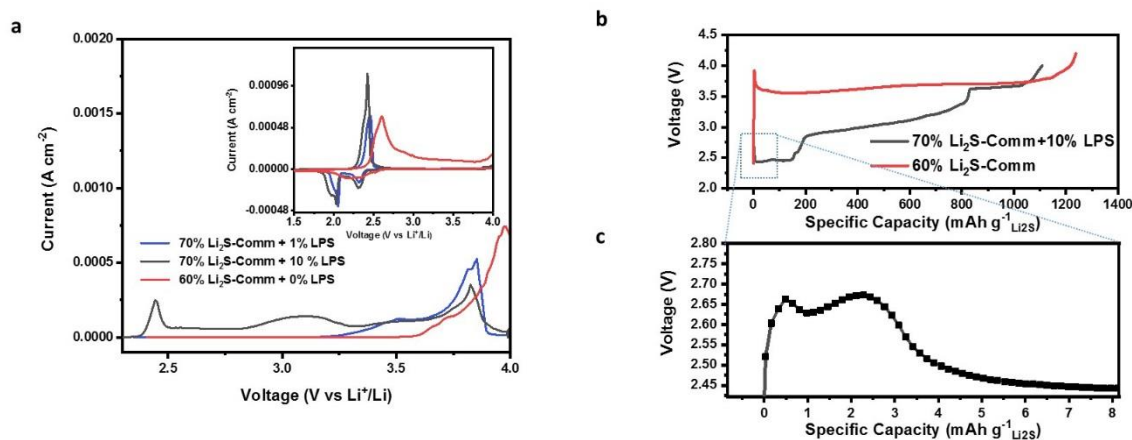 a
0.0020
0.0015
0.0010
0.0005
0.0000
Current (A cm⁻²)
2.5 3.0 3.5 4.0
Voltage (V vs Li⁺/Li)
70% Li₂S-Comm + 1% LPS
70% Li₂S-Comm + 10 % LPS
60% Li₂S-Comm + 0% LPS
0.00096
0.00048
0.00000
-0.00048
Current (A cm⁻²)
1.5 2.0 2.5 3.0 3.5 4.0
Voltage (V vs Li⁺/Li)
b
4.5
4.0
3.5
3.0
2.5
2.0
Voltage (V)
70% Li₂S-Comm+10% LPS
60% Li₂S-Comm
0 200 400 600 800 1000 1200 1400
Specific Capacity (mAh g⁻¹Li2S)
c
2.80
2.75
2.70
2.65
2.60
2.55
2.50
2.45
Voltage (V)
0 1 2 3 4 5 6 7 8
Specific Capacity (mAh g⁻¹Li2S)